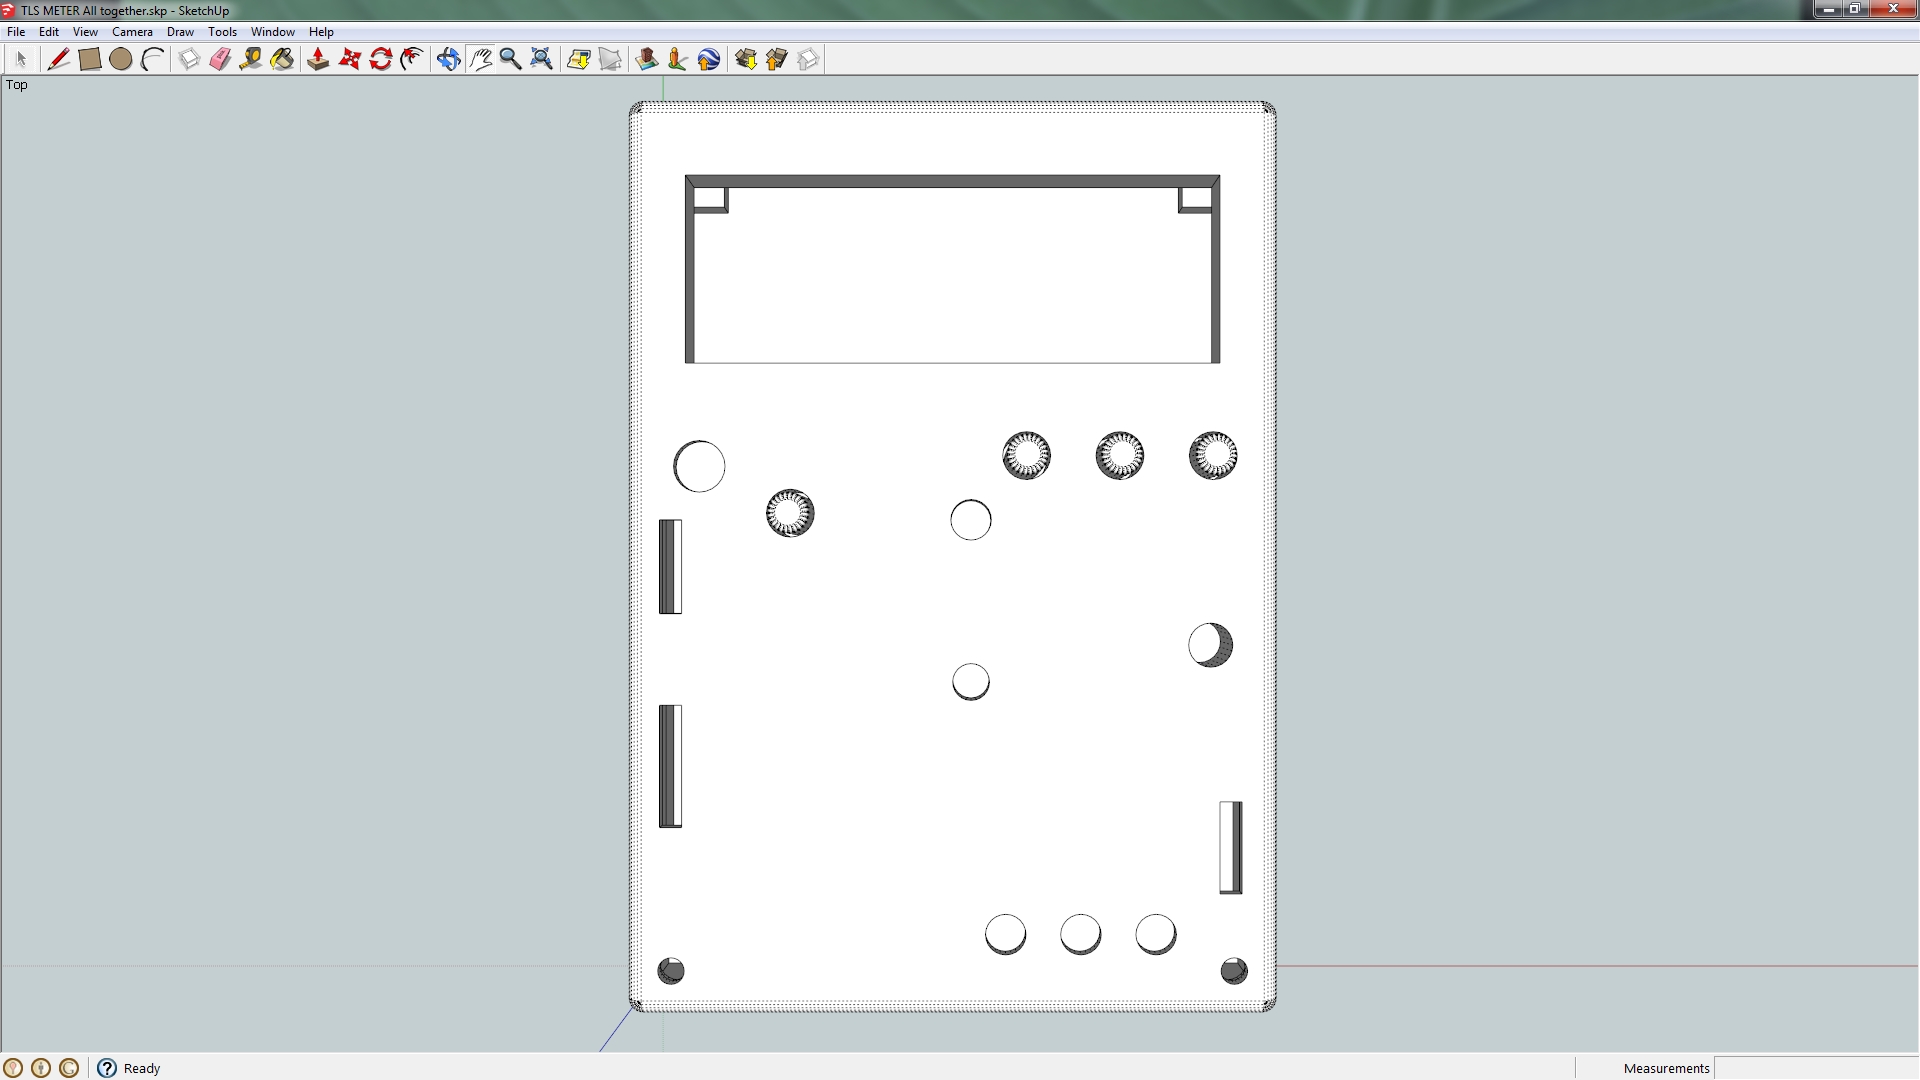 TLS METER All together.skp - SketchUp
File Edit View Camera Draw Tools Window Help
Top
Ready
Measurements